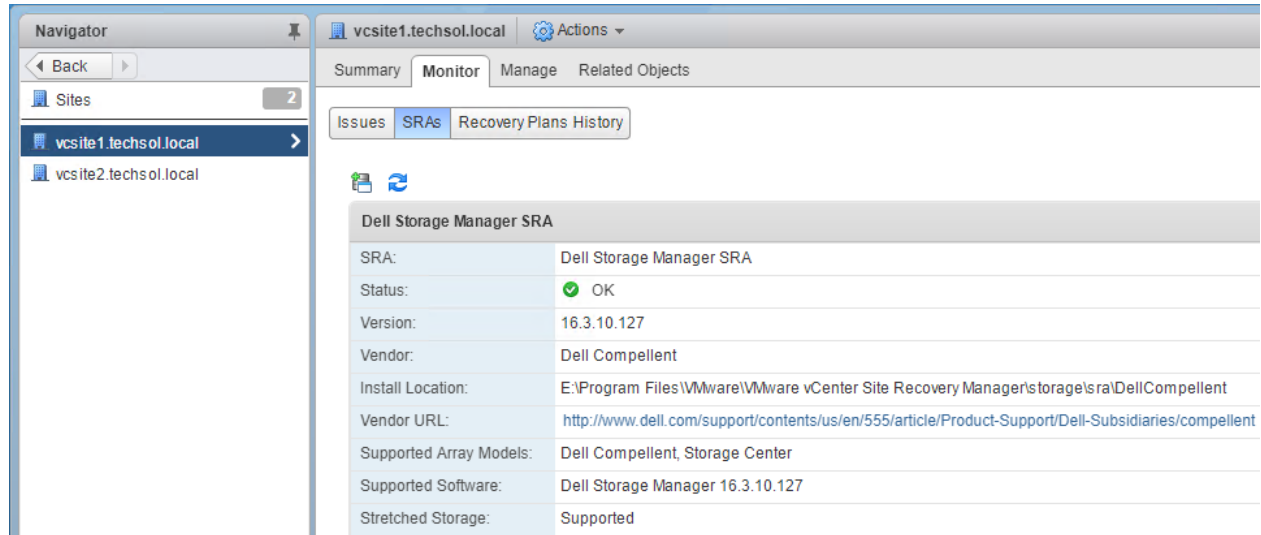 Navigator
Back
Sites 2
vcsite1.techsol.local
vcsite2.techsol.local
vcsite1.techsol.local Actions
Summary Monitor Manage Related Objects
Issues SRAs Recovery Plans History
Dell Storage Manager SRA
SRA: Dell Storage Manager SRA
Status: OK
Version: 16.3.10.127
Vendor: Dell Compellent
Install Location: E:\Program Files\VMware\VMware vCenter Site Recovery Manager\storage\sra\DellCompellent
Vendor URL: http://www.dell.com/support/contents/us/en/555/article/Product-Support/Dell-Subsidiaries/compellent
Supported Array Models: Dell Compellent, Storage Center
Supported Software: Dell Storage Manager 16.3.10.127
Stretched Storage: Supported